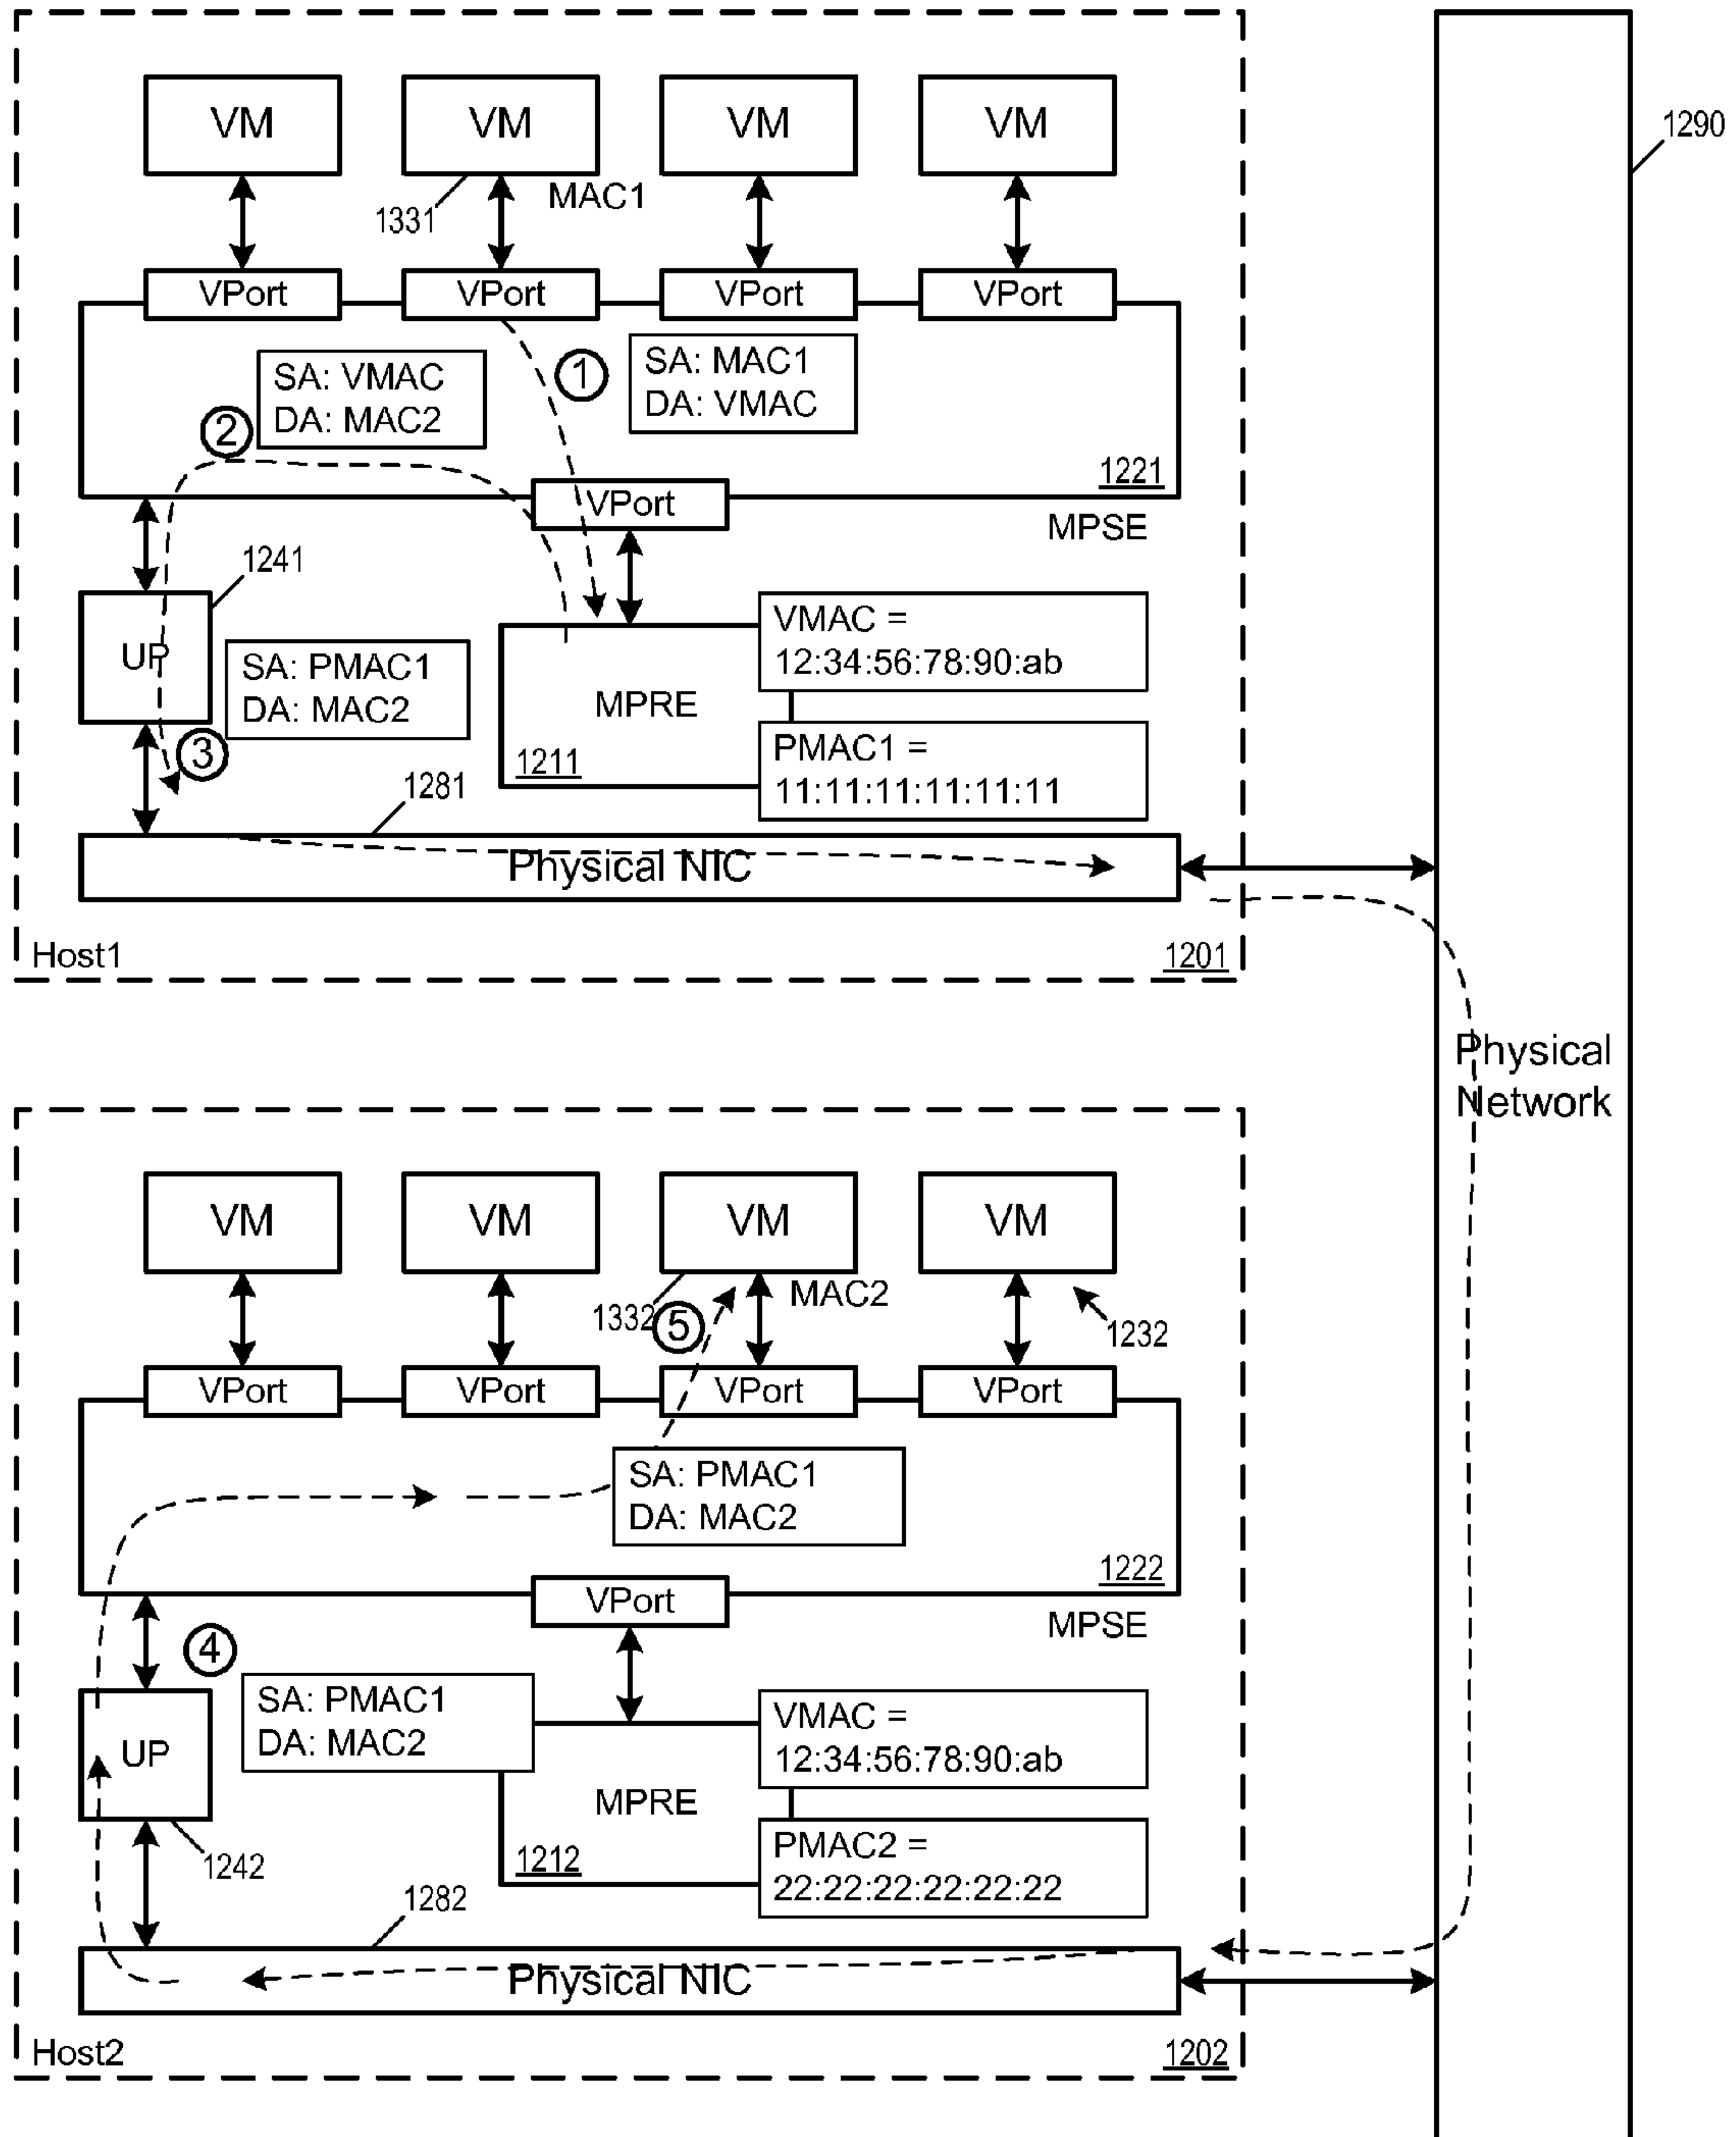 VM
VM
VM
VM
1290
1331
MAC1
VPort
VPort
VPort
VPort
SA: VMAC
DA: MAC2
1
SA: MAC1
DA: VMAC
2
1221
VPort
MPSE
1241
UP
SA: PMAC1
DA: MAC2
VMAC =
12:34:56:78:90:ab
MPRE
3
1211
PMAC1 =
11:11:11:11:11:11
1281
Physical NIC
Host1
1201
Physical
Network
VM
VM
VM
VM
1332
5
MAC2
1232
VPort
VPort
VPort
VPort
SA: PMAC1
DA: MAC2
1222
VPort
MPSE
4
SA: PMAC1
DA: MAC2
VMAC =
12:34:56:78:90:ab
UP
MPRE
1242
1212
PMAC2 =
22:22:22:22:22:22
1282
Physical NIC
Host2
1202